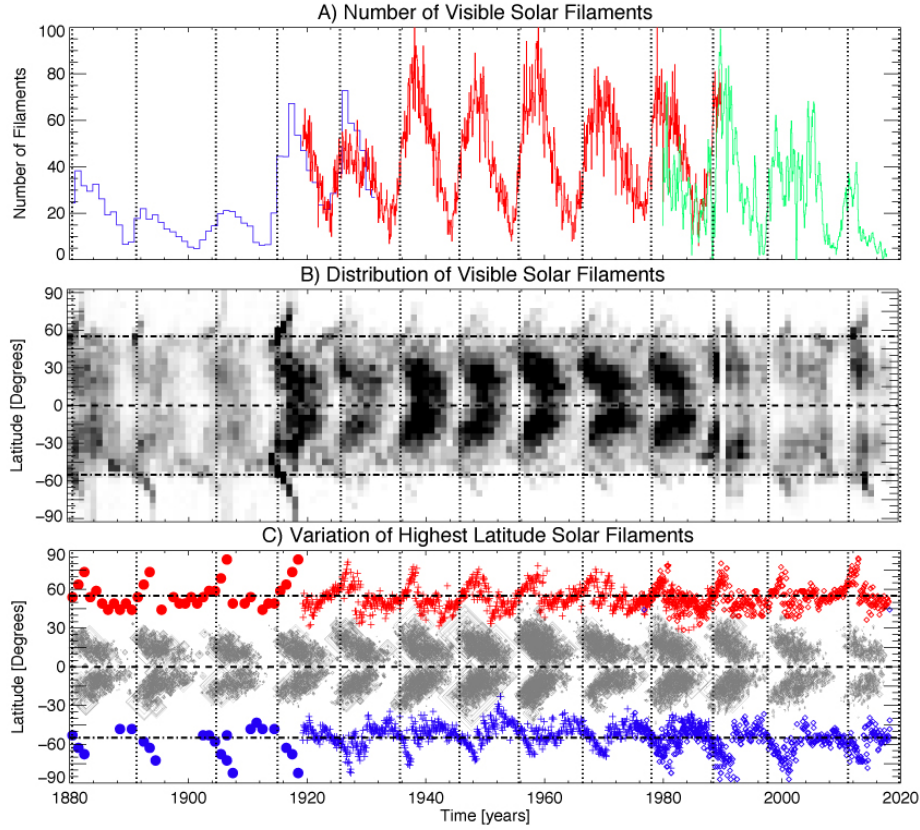 A) Number of Visible Solar Filaments
100
80
60
40
20
0
Number of Filaments
B) Distribution of Visible Solar Filaments
90
60
30
0
-30
-60
-90
Latitude [Degrees]
C) Variation of Highest Latitude Solar Filaments
90
60
30
0
-30
-60
-90
Latitude [Degrees]
1880 1900 1920 1940 1960 1980 2000 2020
Time [years]